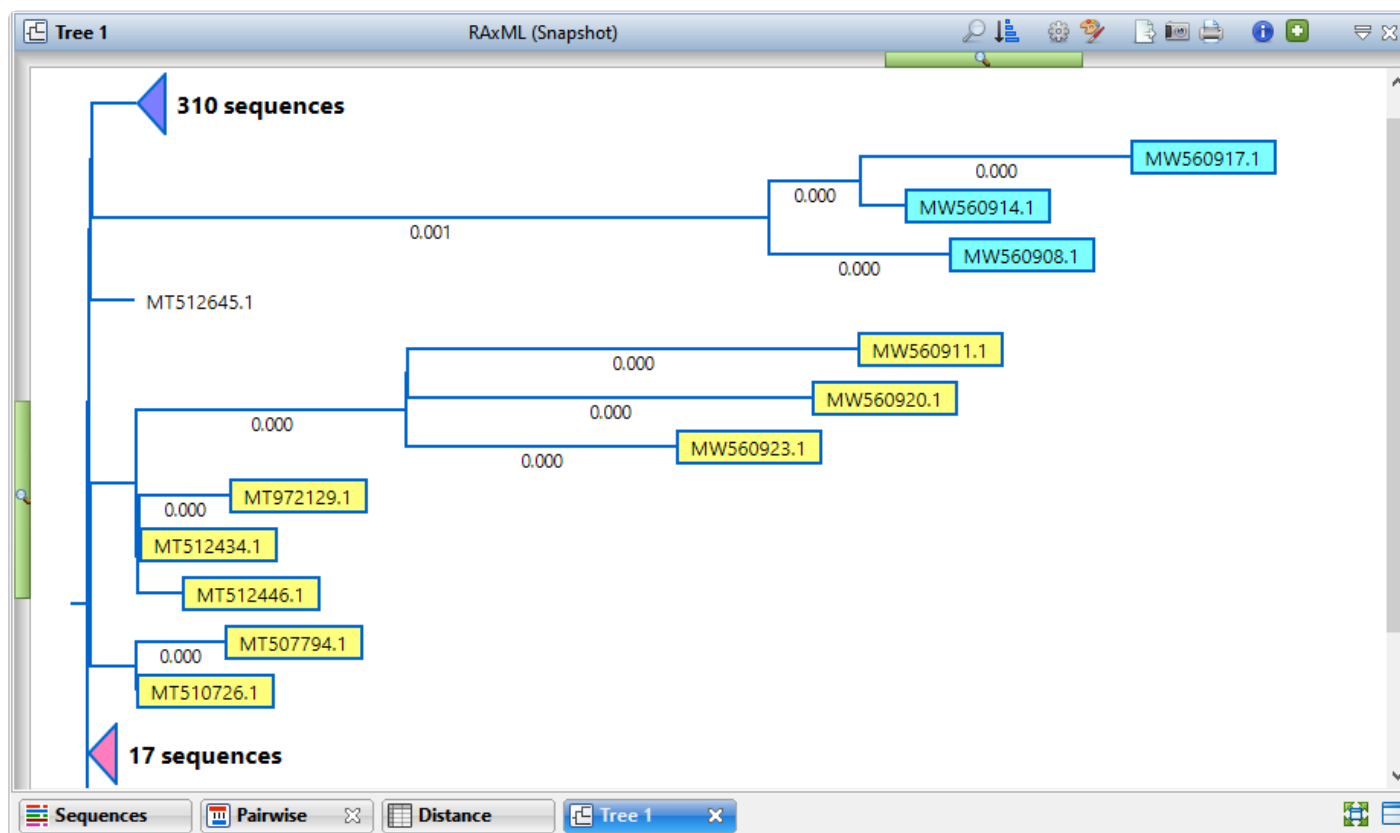 Tree 1
RAxML (Snapshot)
310 sequences
MW560917.1
0.000
0.000
MW560914.1
0.001
MW560908.1
0.000
MT512645.1
MW560911.1
0.000
MW560920.1
0.000
0.000
MW560923.1
0.000
MT972129.1
0.000
MT512434.1
MT512446.1
MT507794.1
0.000
MT510726.1
17 sequences
Sequences
Pairwise
Distance
Tree 1